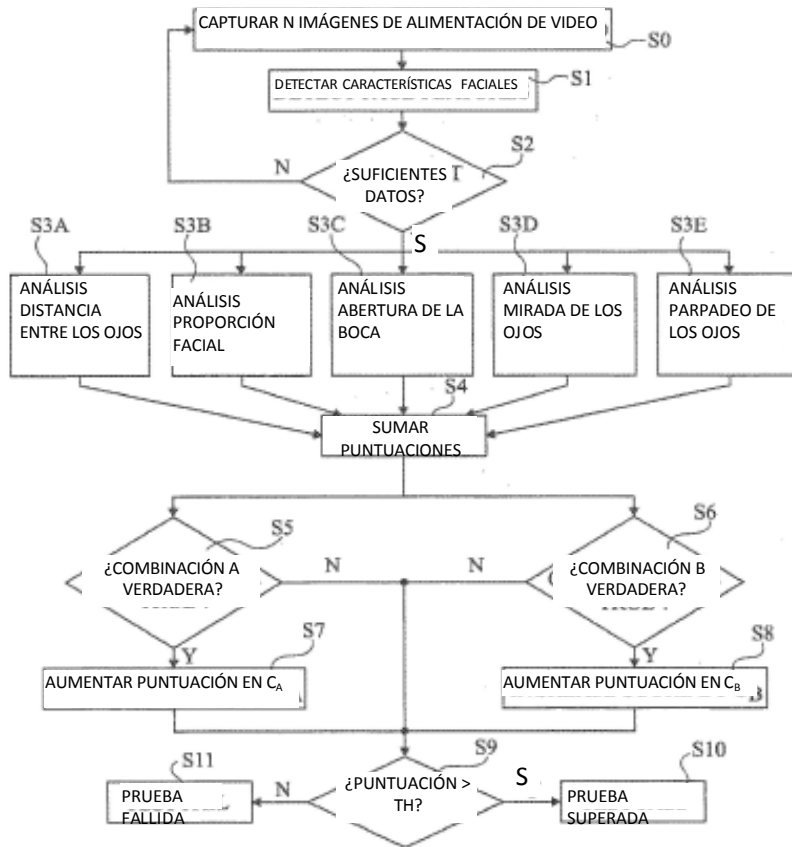 CAPTURAR N IMÁGENES DE ALIMENTACIÓN DE VIDEO
S0
DETECTAR CARACTERÍSTICAS FACIALES
S1
N
¿SUFICIENTES
DATOS?
S2
S
S3A
S3B
S3C
S3D
S3E
ANÁLISIS
DISTANCIA
ENTRE LOS OJOS
ANÁLISIS
PROPORCIÓN
FACIAL
ANÁLISIS
ABERTURA DE LA
BOCA
ANÁLISIS
MIRADA DE LOS
OJOS
ANÁLISIS
PARPADEO DE
LOS OJOS
S4
SUMAR
PUNTUACIONES
S5
¿COMBINACIÓN A
VERDADERA?
N
N
S6
¿COMBINACIÓN B
VERDADERA?
Y
S7
AUMENTAR PUNTUACIÓN EN CA
Y
S8
AUMENTAR PUNTUACIÓN EN CB
S9
¿PUNTUACIÓN >
TH?
N
S
S11
PRUEBA
FALLIDA
S10
PRUEBA
SUPERADA